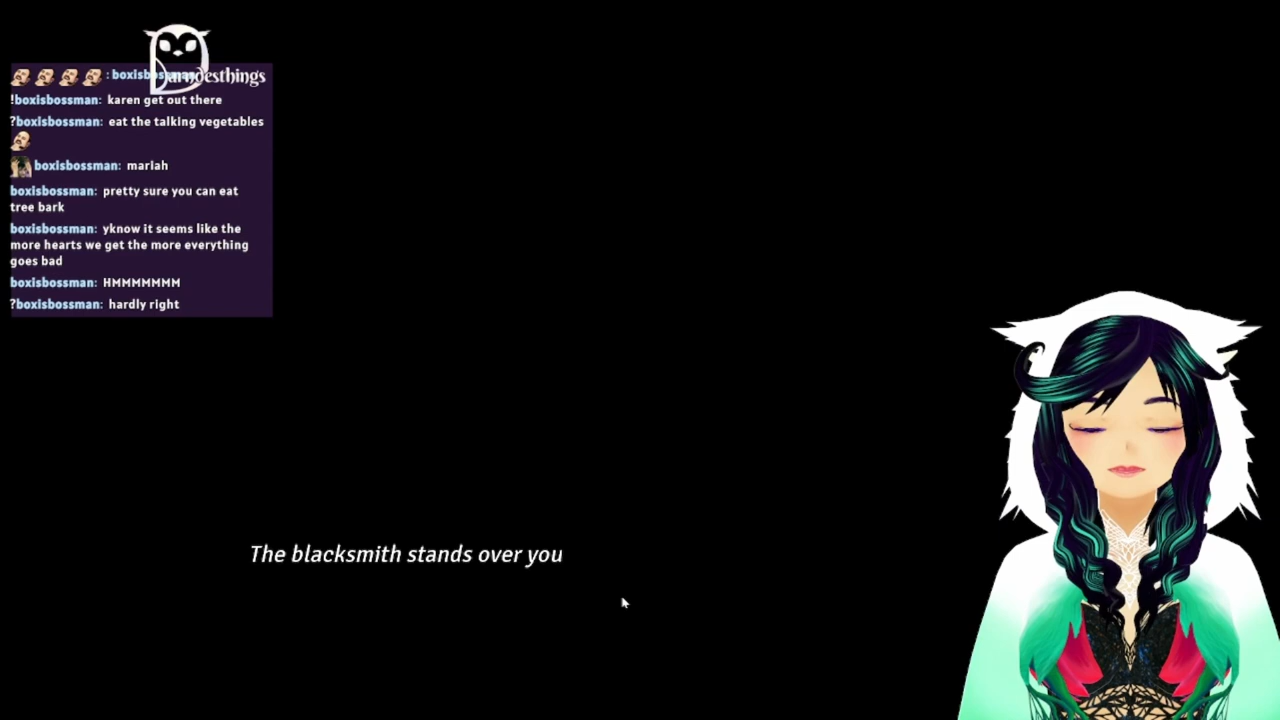 : boxisbossman
Barndesthings
!boxisbossman: karen get out there
?boxisbossman: eat the talking vegetables
boxisbossman: mariah
boxisbossman: pretty sure you can eat
tree bark
boxisbossman: yknow it seems like the
more hearts we get the more everything
goes bad
boxisbossman: HMMMMMMM
?boxisbossman: hardly right
The blacksmith stands over you